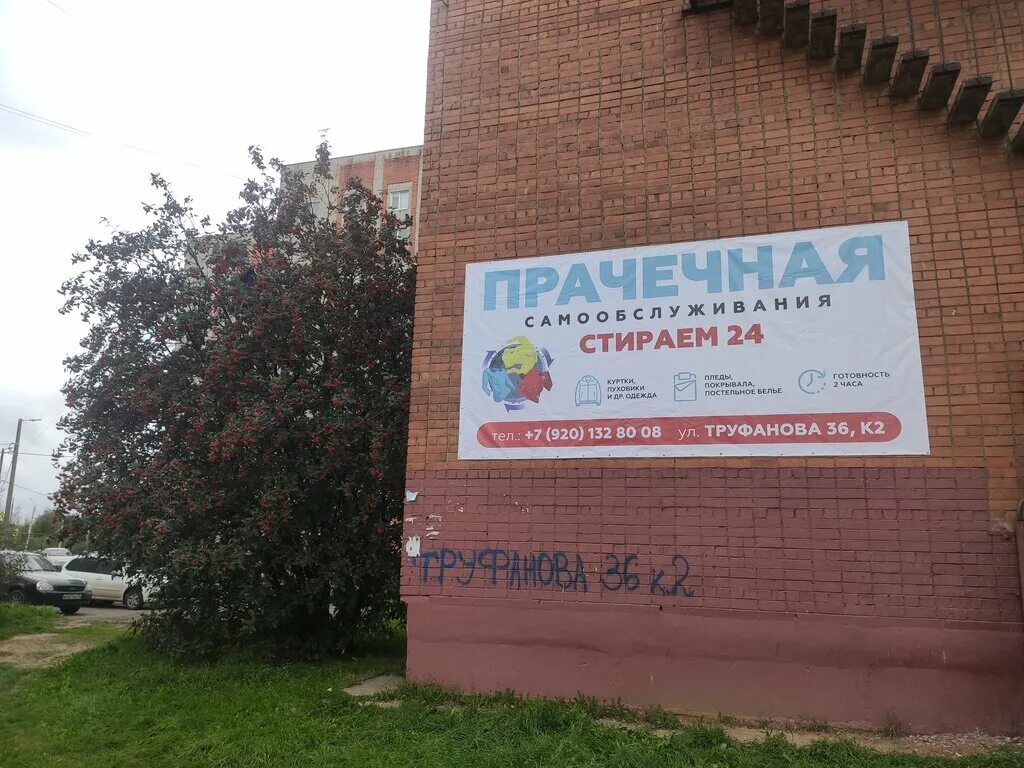 ПРАЧЕЧНАЯ
САМООБСЛУЖИВАНИЯ
СТИРАЕМ 24
КУРТКИ,
ПУХОВИКИ
И ДР. ОДЕЖДА
ПЛЕДЫ,
ПОКРЫВАЛА,
ПОСТЕЛЬНОЕ БЕЛЬЕ
ГОТОВНОСТЬ
2 ЧАСА
тел.: +7 (920) 132 80 08 ул. ТРУФАНОВА 36, К2
ТРУФАНОВА 36 к.2